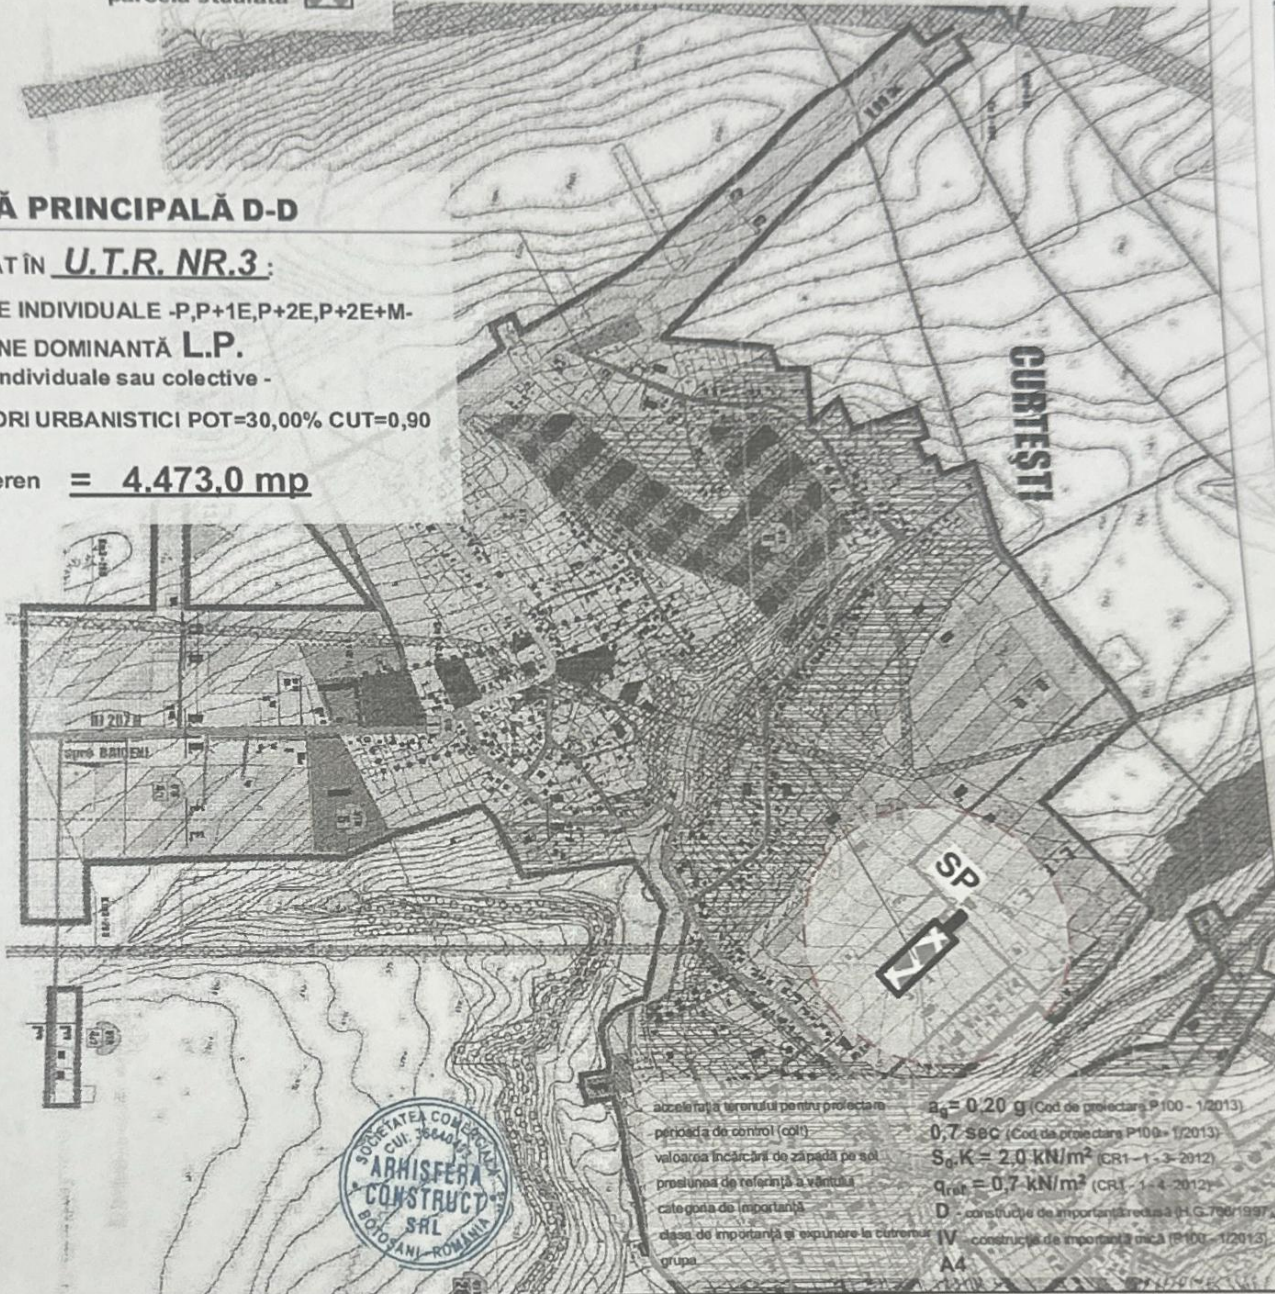 parcela studiată
Ă PRINCIPALĂ D-D
AT ÎN U.T.R. NR.3 :
E INDIVIDUALE -P,P+1E,P+2E,P+2E+M-
NE DOMINANTĂ L.P.
individuale sau colective -
ORI URBANISTICI POT=30,00% CUT=0,90
eren = 4.473,0 mp
CURTEŞTI
SP
SOCIETATEA COMERCIALĂ
ARHISFERA
CONSTRUCT
SRL
BOTOŞANI-ROMÂNIA
accelerația terenului pentru proiectare ag= 0,20 g (Cod de proiectare P100 - 1/2013)
perioada de control (colț) 0,7 sec (Cod de proiectare P100 - 1/2013)
valoarea încărcării de zăpadă pe sol S0,K = 2,0 kN/m² (CR1 - 1 - 3-2012)
presiunea de referință a vântului qref = 0,7 kN/m² (CR1 - 1-4 -2012)
categoria de importanță D - construcție de importanță redusă (H.G.766/1997
clasa de importanță și expunere la cutremur IV - construcție de importanță mică (P100 - 1/2013)
grupa A4